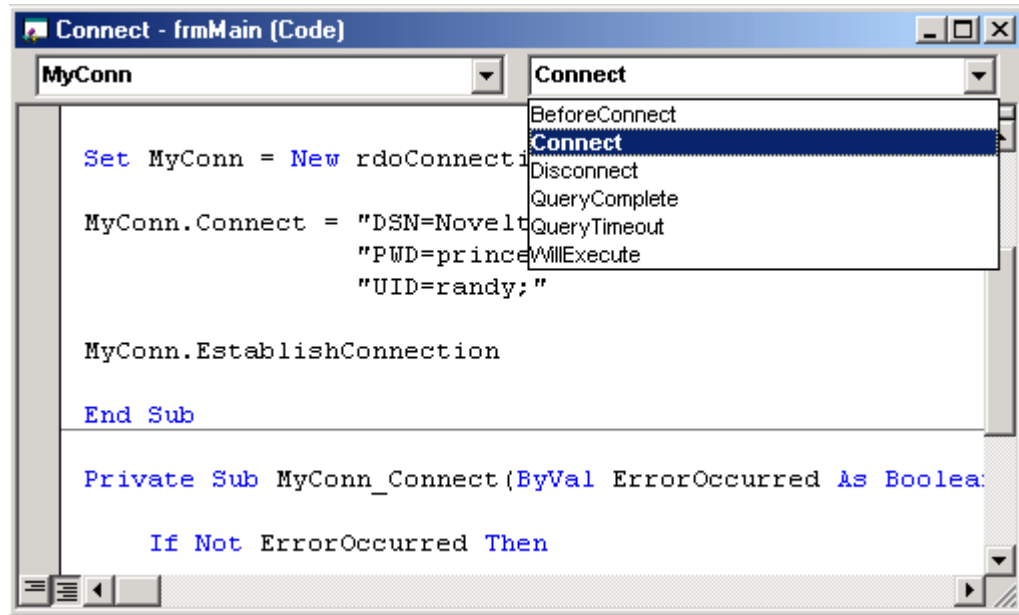 Connect - frmMain (Code)
MyConn Connect
BeforeConnect
Connect
Disconnect
QueryComplete
QueryTimeout
WillExecute
Set MyConn = New rdoConnecti
MyConn.Connect = "DSN=Novelt
"PWD=prince
"UID=randy;"
MyConn.EstablishConnection
End Sub
Private Sub MyConn_Connect(ByVal ErrorOccurred As Boolea
If Not ErrorOccurred Then